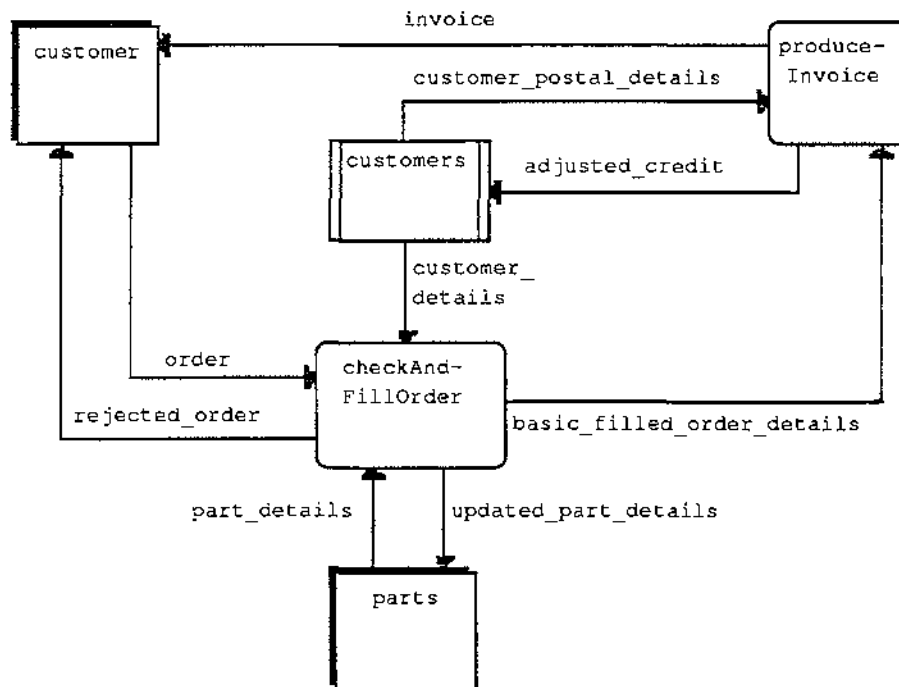 invoice
customer
produce-
Invoice
customer_postal_details
customers
adjusted_credit
customer_
details
order
checkAnd-
FillOrder
rejected_order
basic_filled_order_details
part_details
updated_part_details
parts